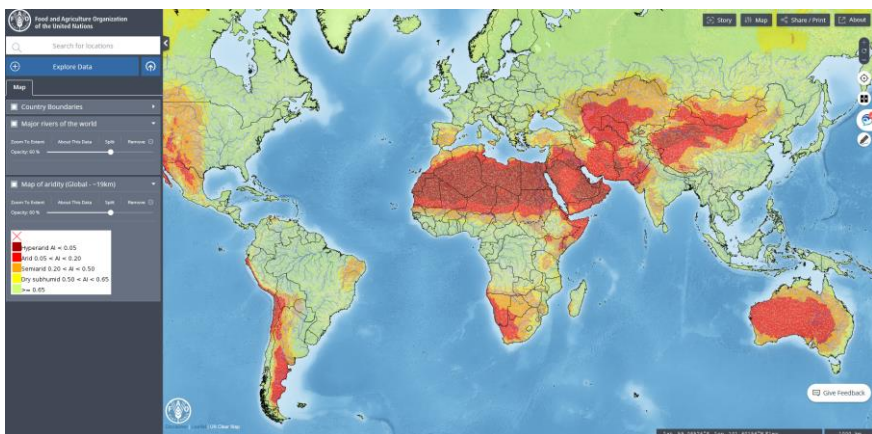 Food and Agriculture Organization
of the United Nations
Search for locations
Explore Data
Map
Country Boundaries
Major rivers of the world
Zoom To Extent About This Data Split Remove
Opacity: 60 %
Map of aridity (Global - ~19km)
Zoom To Extent About This Data Split Remove
Opacity: 60 %
Hyperarid AI < 0.05
Arid 0.05 < AI < 0.20
Semiarid 0.20 < AI < 0.50
Dry subhumid 0.50 < AI < 0.65
>= 0.65
Story Map Share / Print About
Give Feedback